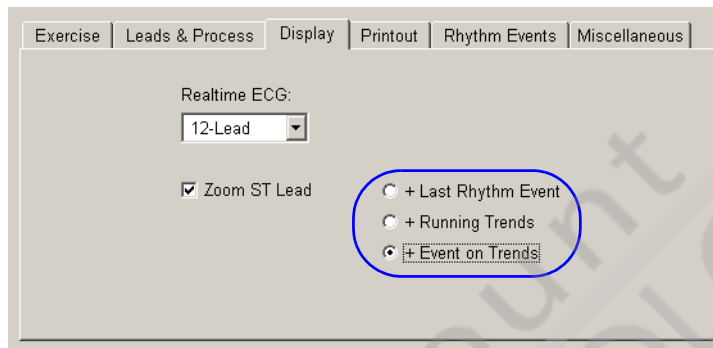 Exercise Leads & Process Display Printout Rhythm Events Miscellaneous
Realtime ECG:
12-Lead
Zoom ST Lead
+ Last Rhythm Event
+ Running Trends
+ Event on Trends